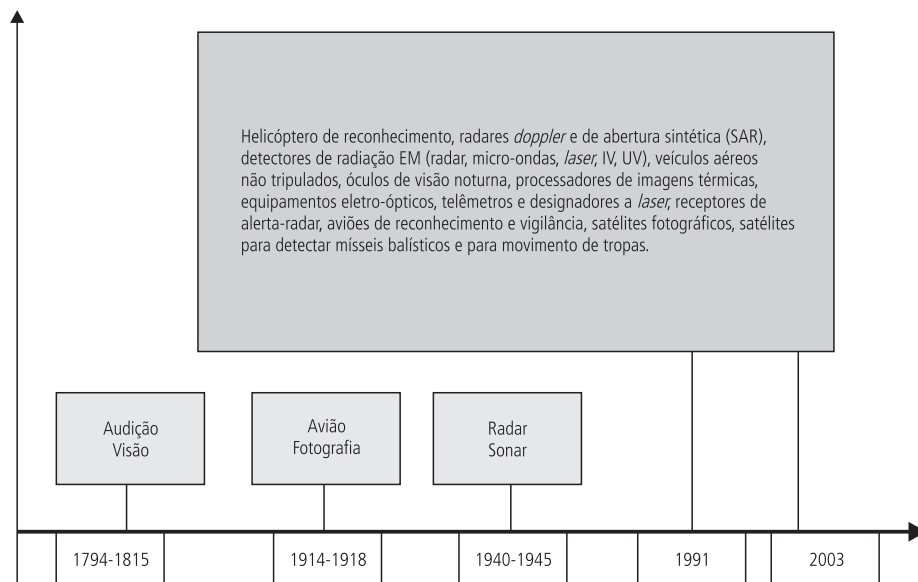 Helicóptero de reconhecimento, radares doppler e de abertura sintética (SAR),
detectores de radiação EM (radar, micro-ondas, laser, IV, UV), veículos aéreos
não tripulados, óculos de visão noturna, processadores de imagens térmicas,
equipamentos eletro-ópticos, telêmetros e designadores a laser, receptores de
alerta-radar, aviões de reconhecimento e vigilância, satélites fotográficos, satélites
para detectar mísseis balísticos e para movimento de tropas.
Audição
Visão
Avião
Fotografia
Radar
Sonar
1794-1815
1914-1918
1940-1945
1991
2003